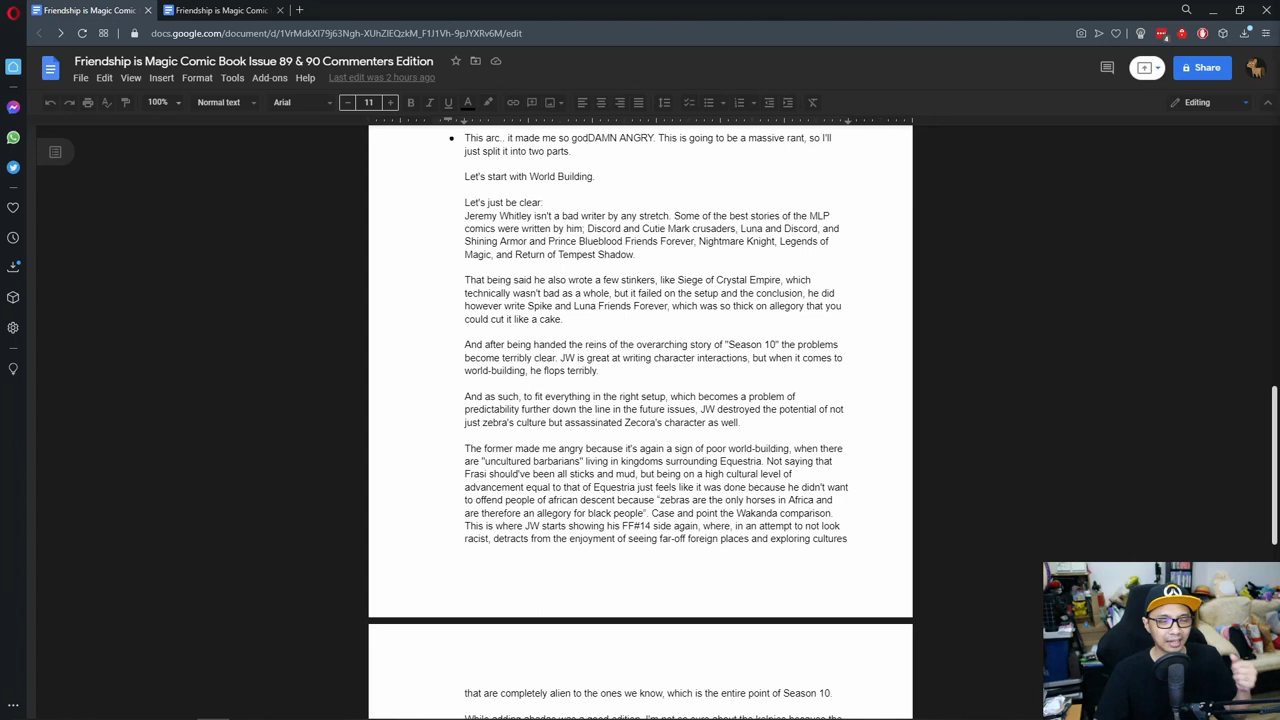 Friendship is Magic Comic
Friendship is Magic Comic
docs.google.com/document/d/1VrMdkXl79j63Ngh-XUhZlEQzkM_F1J1Vh-9pJYXRv6M/edit
Friendship is Magic Comic Book Issue 89 & 90 Commenters Edition
File Edit View Insert Format Tools Add-ons Help Last edit was 2 hours ago
Share
100% Normal text Arial 11 Editing
This arc.. it made me so godDAMN ANGRY. This is going to be a massive rant, so I'll
just split it into two parts.
Let's start with World Building.
Let's just be clear:
Jeremy Whitley isn't a bad writer by any stretch. Some of the best stories of the MLP
comics were written by him; Discord and Cutie Mark crusaders, Luna and Discord, and
Shining Armor and Prince Blueblood Friends Forever, Nightmare Knight, Legends of
Magic, and Return of Tempest Shadow.
That being said he also wrote a few stinkers, like Siege of Crystal Empire, which
technically wasn't bad as a whole, but it failed on the setup and the conclusion, he did
however write Spike and Luna Friends Forever, which was so thick on allegory that you
could cut it like a cake.
And after being handed the reins of the overarching story of "Season 10" the problems
become terribly clear. JW is great at writing character interactions, but when it comes to
world-building, he flops terribly.
And as such, to fit everything in the right setup, which becomes a problem of
predictability further down the line in the future issues, JW destroyed the potential of not
just zebra's culture but assassinated Zecora's character as well.
The former made me angry because it's again a sign of poor world-building, when there
are "uncultured barbarians" living in kingdoms surrounding Equestria. Not saying that
Frasi should've been all sticks and mud, but being on a high cultural level of
advancement equal to that of Equestria just feels like it was done because he didn't want
to offend people of african descent because "zebras are the only horses in Africa and
are therefore an allegory for black people". Case and point the Wakanda comparison.
This is where JW starts showing his FF#14 side again, where, in an attempt to not look
racist, detracts from the enjoyment of seeing far-off foreign places and exploring cultures
that are completely alien to the ones we know, which is the entire point of Season 10.
While adding abadas was a good edition, I'm not so sure about the kelpies because the